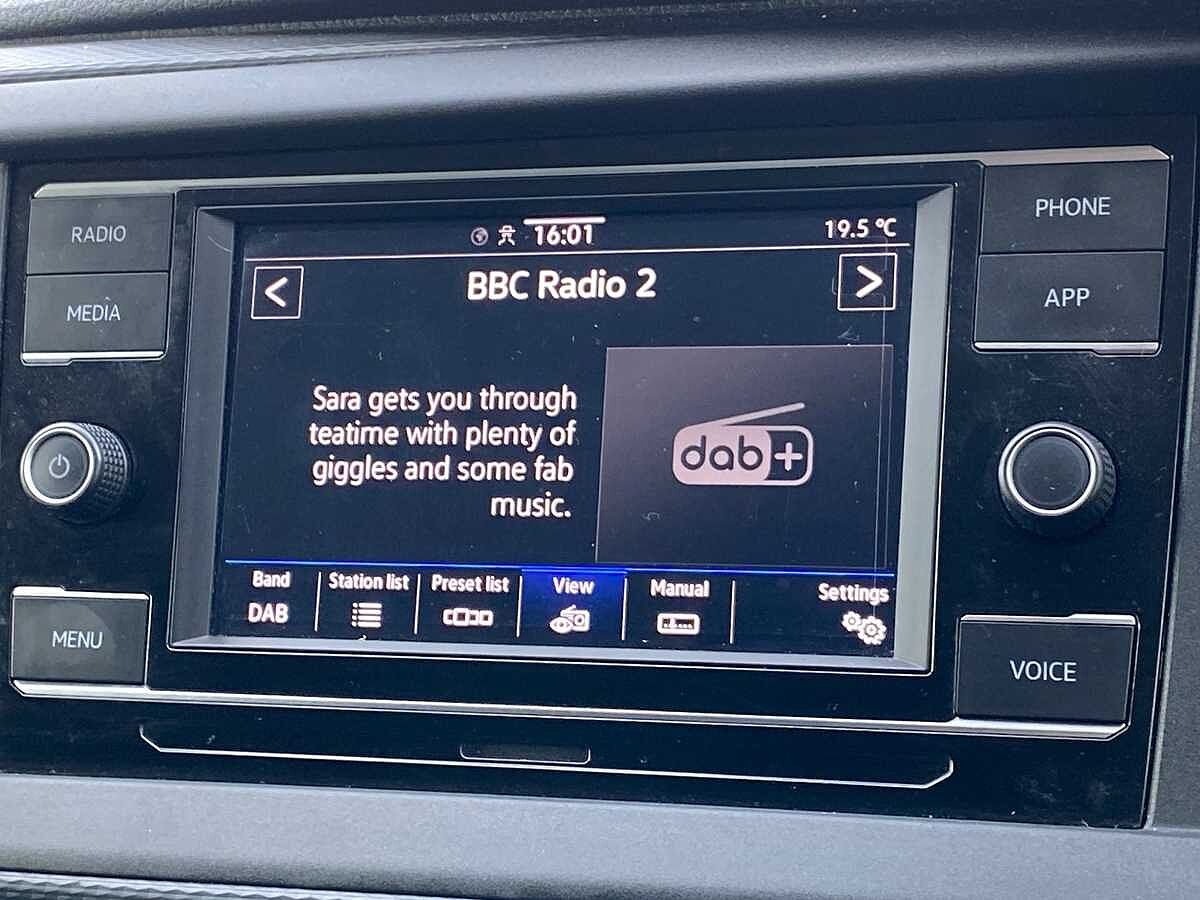 RADIO
MEDIA
MENU
16:01
19.5 °C
<
BBC Radio 2
>
Sara gets you through
teatime with plenty of
giggles and some fab
music.
dab+
Band
DAB
Station list
Preset list
View
Manual
Settings
PHONE
APP
VOICE